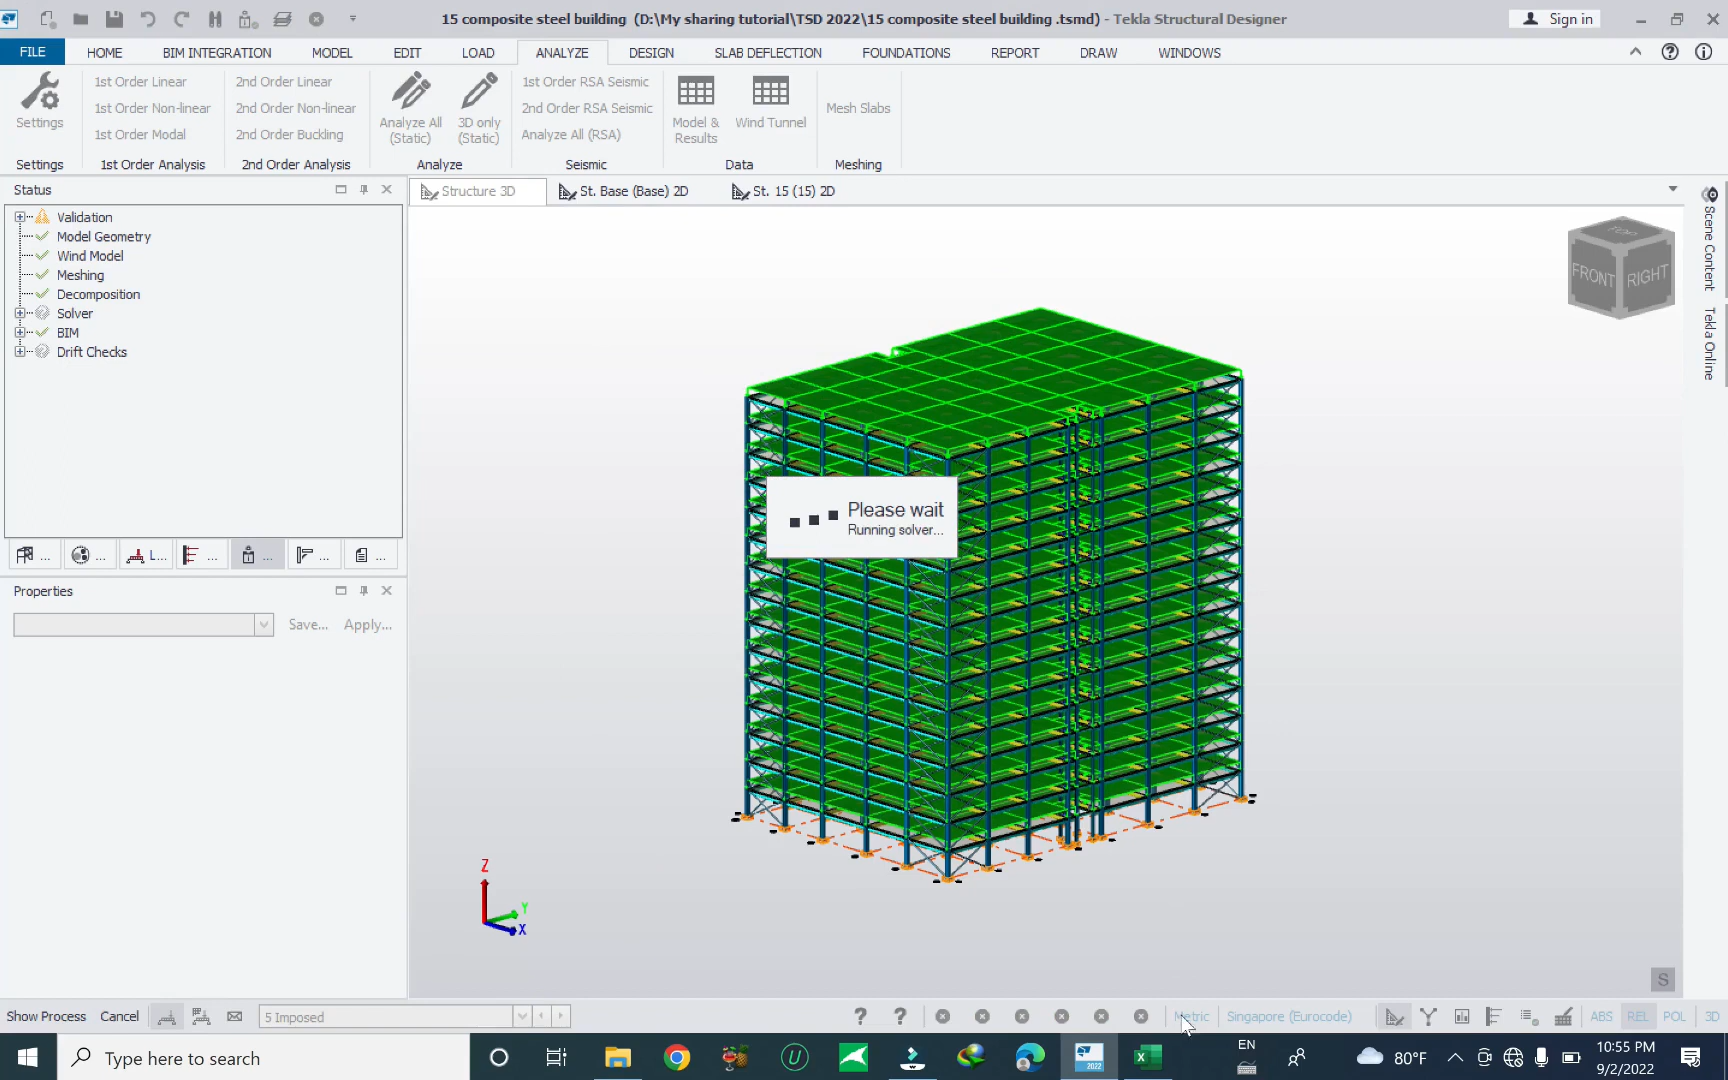 15 composite steel building  (D:\My sharing tutorial\TSD 2022\15 composite steel building .tsmd) - Tekla Structural Designer
Sign in
FILE HOME BIM INTEGRATION MODEL EDIT LOAD ANALYZE DESIGN SLAB DEFLECTION FOUNDATIONS REPORT DRAW WINDOWS
Settings
1st Order Linear
1st Order Non-linear
1st Order Modal
2nd Order Linear
2nd Order Non-linear
2nd Order Buckling
Analyze All
(Static)
3D only
(Static)
1st Order RSA Seismic
2nd Order RSA Seismic
Analyze All (RSA)
Model &
Results
Wind Tunnel
Mesh Slabs
Settings 1st Order Analysis 2nd Order Analysis Analyze Seismic Data Meshing
Status
Structure 3D St. Base (Base) 2D St. 15 (15) 2D
Validation
Model Geometry
Wind Model
Meshing
Decomposition
Solver
BIM
Drift Checks
L...
Properties
Save... Apply...
TOP
FRONT
RIGHT
Scene Content
Tekla Online
Please wait
Running solver...
Z
Y
X
S
Show Process Cancel 5 Imposed Metric Singapore (Eurocode) ABS REL POL 3D
Type here to search
2022
EN
80°F
10:55 PM
9/2/2022